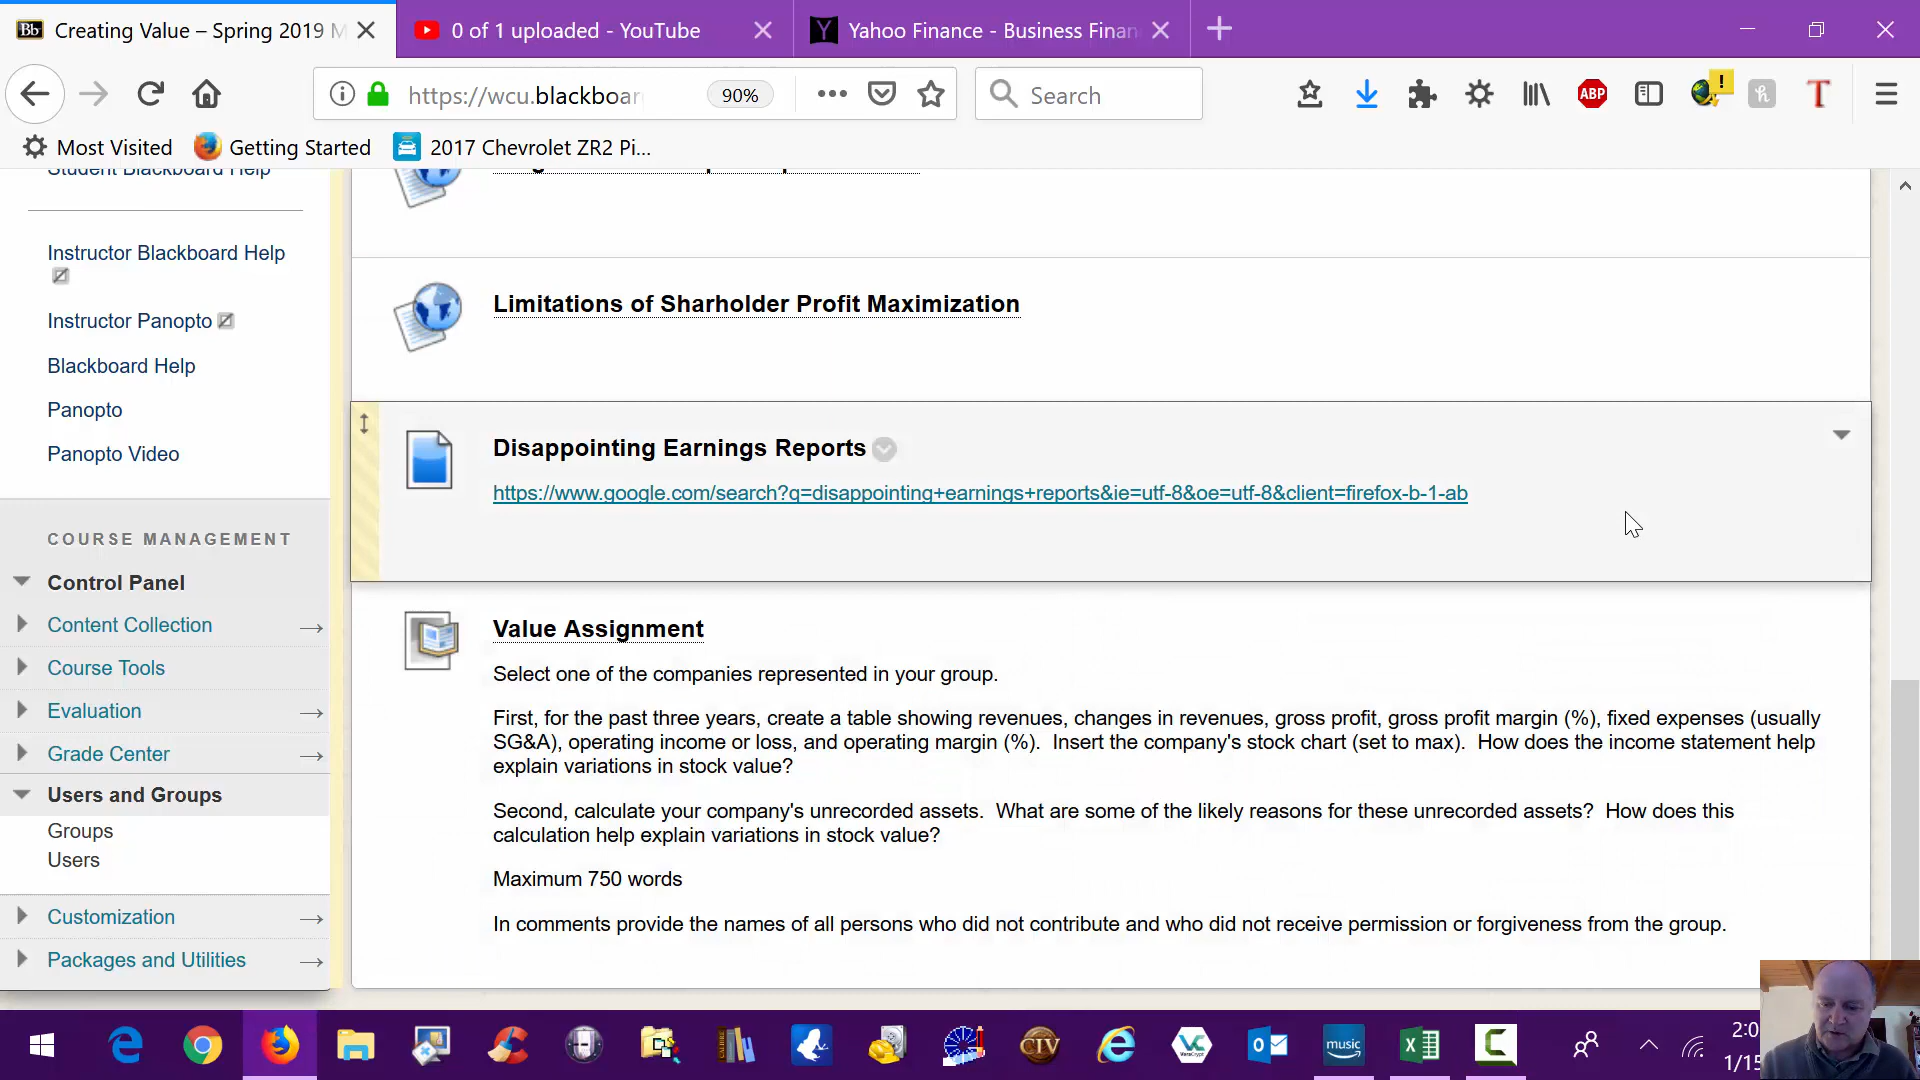 Creating Value – Spring 2019 M
0 of 1 uploaded - YouTube
Yahoo Finance - Business Finan
https://wcu.blackboar
90%
Search
ABP
Most Visited
Getting Started
2017 Chevrolet ZR2 Pi...
Student Blackboard Help
Instructor Blackboard Help
Instructor Panopto
Blackboard Help
Panopto
Panopto Video
COURSE MANAGEMENT
Control Panel
Content Collection
Course Tools
Evaluation
Grade Center
Users and Groups
Groups
Users
Customization
Packages and Utilities
Limitations of Sharholder Profit Maximization
Disappointing Earnings Reports
https://www.google.com/search?q=disappointing+earnings+reports&ie=utf-8&oe=utf-8&client=firefox-b-1-ab
Value Assignment
Select one of the companies represented in your group.
First, for the past three years, create a table showing revenues, changes in revenues, gross profit, gross profit margin (%), fixed expenses (usually
SG&A), operating income or loss, and operating margin (%).  Insert the company's stock chart (set to max).  How does the income statement help
explain variations in stock value?
Second, calculate your company's unrecorded assets.  What are some of the likely reasons for these unrecorded assets?  How does this
calculation help explain variations in stock value?
Maximum 750 words
In comments provide the names of all persons who did not contribute and who did not receive permission or forgiveness from the group.
CIV
music
2:0
1/15